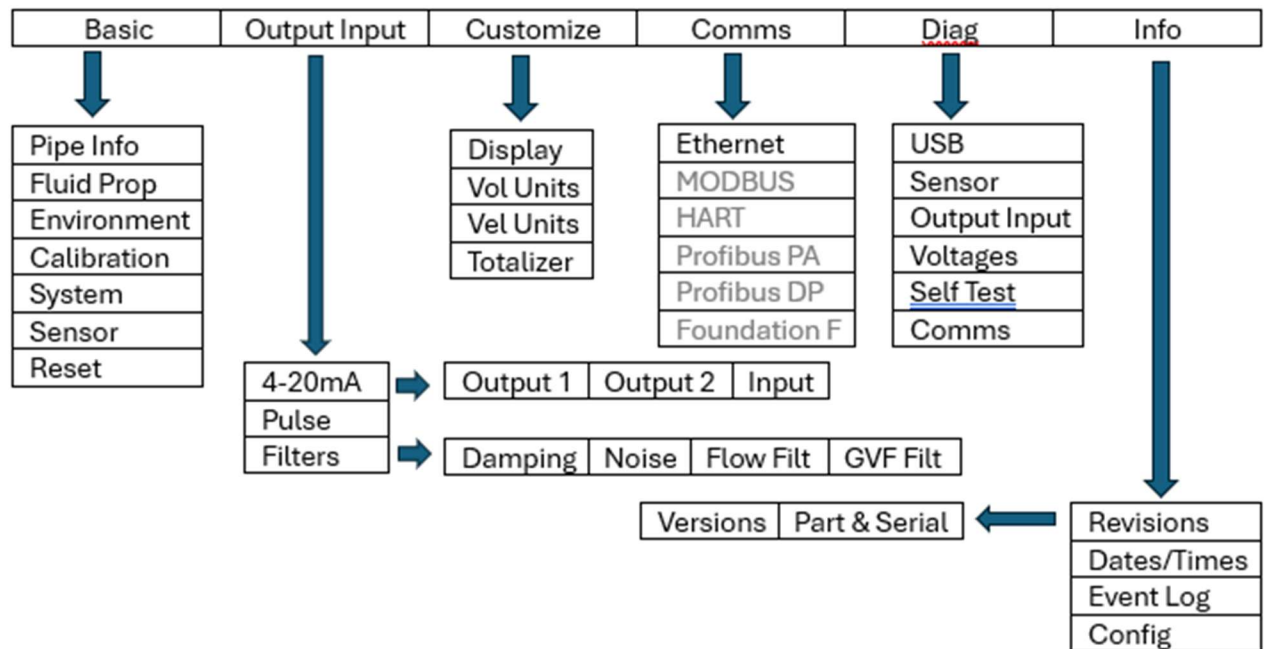 Basic
Output Input
Customize
Comms
Diag
Info
Pipe Info
Fluid Prop
Environment
Calibration
System
Sensor
Reset
4-20mA
Pulse
Filters
Output 1
Output 2
Input
Damping
Noise
Flow Filt
GVF Filt
Display
Vol Units
Vel Units
Totalizer
Ethernet
MODBUS
HART
Profibus PA
Profibus DP
Foundation F
USB
Sensor
Output Input
Voltages
Self Test
Comms
Revisions
Dates/Times
Event Log
Config
Versions
Part & Serial